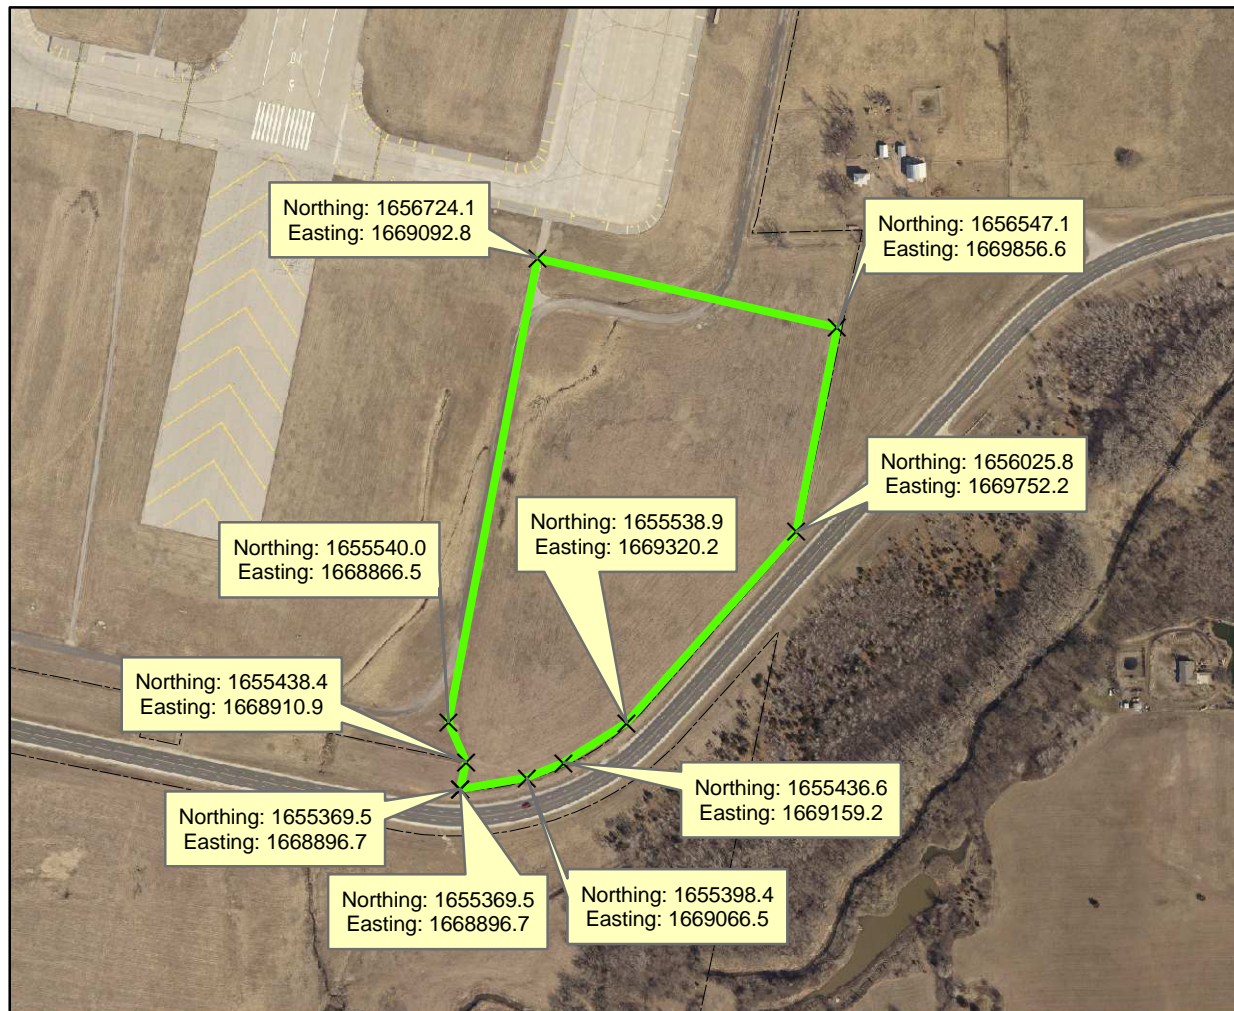 Northing: 1656724.1
Easting: 1669092.8
Northing: 1656547.1
Easting: 1669856.6
Northing: 1656025.8
Easting: 1669752.2
Northing: 1655538.9
Easting: 1669320.2
Northing: 1655540.0
Easting: 1668866.5
Northing: 1655438.4
Easting: 1668910.9
Northing: 1655436.6
Easting: 1669159.2
Northing: 1655369.5
Easting: 1668896.7
Northing: 1655369.5
Easting: 1668896.7
Northing: 1655398.4
Easting: 1669066.5